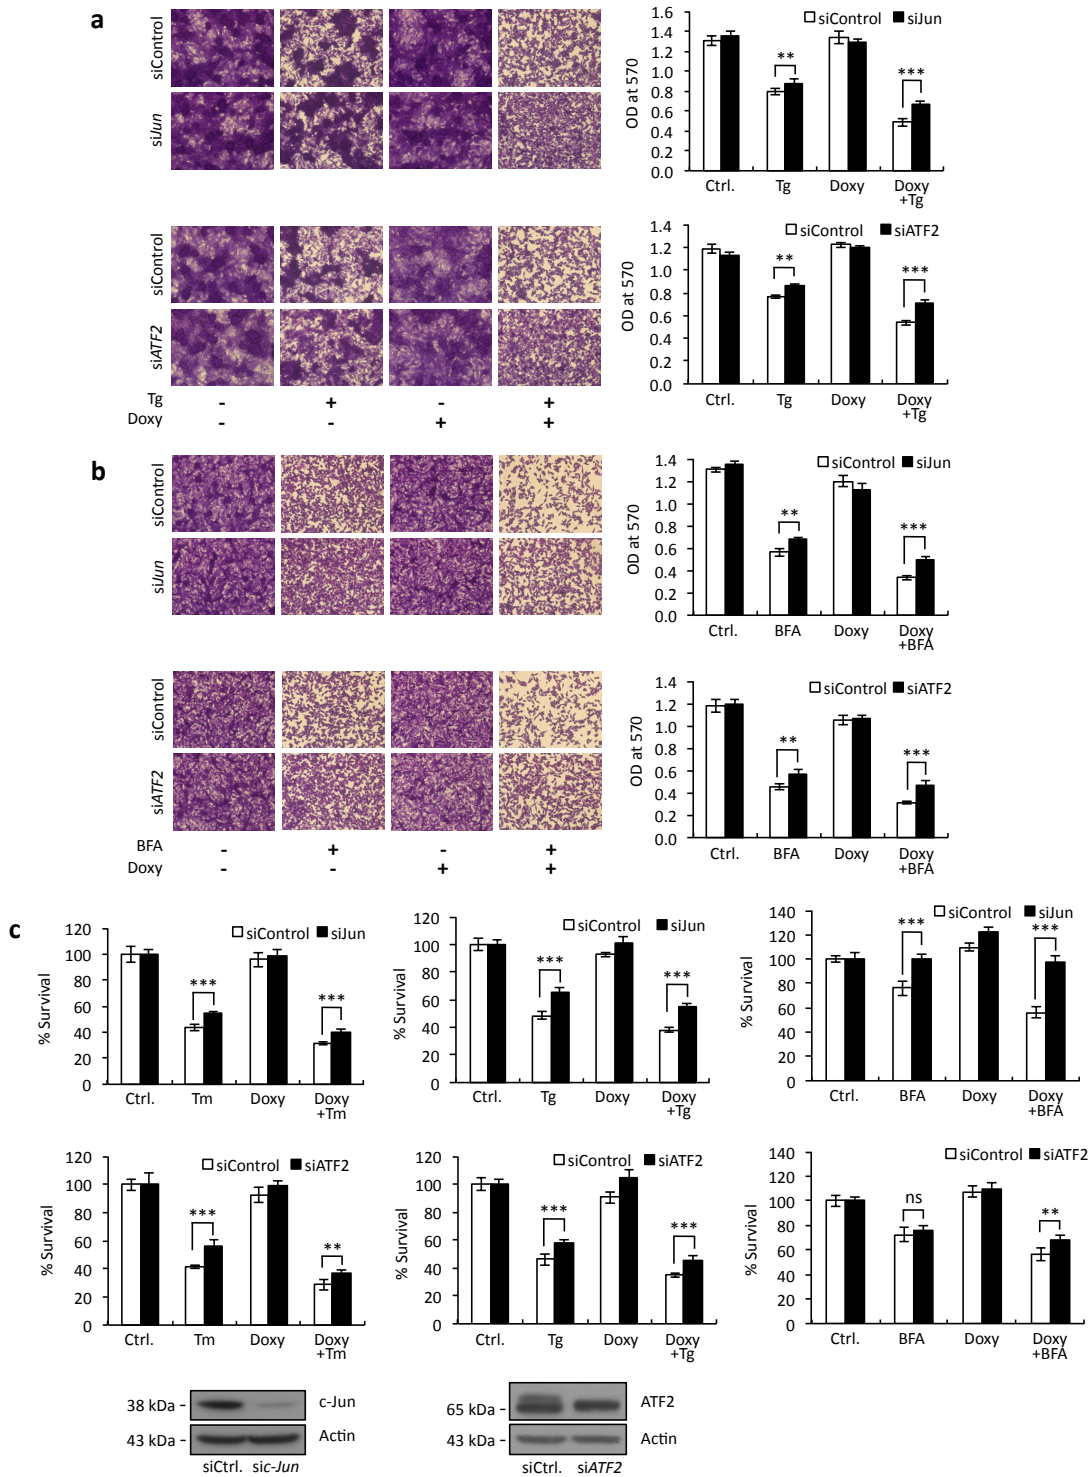 a
siControl
siJun
siControl
siATF2
Tg - + - +
Doxy - - + +
siControl siJun
OD at 570
1.6
1.4
1.2
1.0
0.8
0.6
0.4
0.2
0.0
** ***
Ctrl. Tg Doxy Doxy
+Tg
siControl siATF2
OD at 570
1.4
1.2
1.0
0.8
0.6
0.4
0.2
0.0
** ***
Ctrl. Tg Doxy Doxy
+Tg
b
siControl
siJun
siControl
siATF2
BFA - + - +
Doxy - - + +
siControl siJun
OD at 570
1.4
1.2
1.0
0.8
0.6
0.4
0.2
0.0
** ***
Ctrl. BFA Doxy Doxy
+BFA
siControl siATF2
OD at 570
1.4
1.2
1.0
0.8
0.6
0.4
0.2
0.0
** ***
Ctrl. BFA Doxy Doxy
+BFA
c
siControl siJun
% Survival
120
100
80
60
40
20
0
*** ***
Ctrl. Tm Doxy Doxy
+Tm
siControl siJun
% Survival
120
100
80
60
40
20
0
*** ***
Ctrl. Tg Doxy Doxy
+Tg
siControl siJun
% Survival
140
120
100
80
60
40
20
0
*** ***
Ctrl. BFA Doxy Doxy
+BFA
siControl siATF2
% Survival
120
100
80
60
40
20
0
*** **
Ctrl. Tm Doxy Doxy
+Tm
siControl siATF2
% Survival
120
100
80
60
40
20
0
*** ***
Ctrl. Tg Doxy Doxy
+Tg
siControl siATF2
% Survival
140
120
100
80
60
40
20
0
ns **
Ctrl. BFA Doxy Doxy
+BFA
38 kDa - c-Jun
43 kDa - Actin
siCtrl. sic-Jun
65 kDa - ATF2
43 kDa - Actin
siCtrl. siATF2